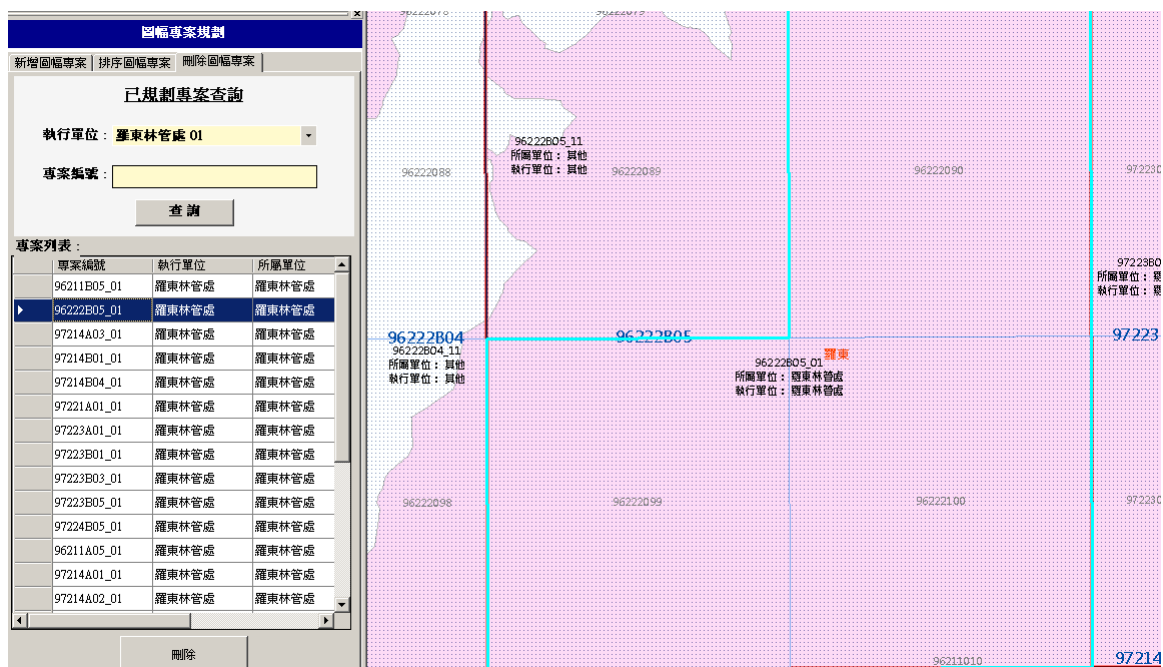 圖幅專案規劃
新增圖幅專案 排序圖幅專案 刪除圖幅專案
已規劃專案查詢
執行單位： 羅東林管處 01
專案編號：
查 詢
專案列表：
專案編號 執行單位 所屬單位
96211B05_01 羅東林管處 羅東林管處
96222B05_01 羅東林管處 羅東林管處
97214A03_01 羅東林管處 羅東林管處
97214B01_01 羅東林管處 羅東林管處
97214B04_01 羅東林管處 羅東林管處
97221A01_01 羅東林管處 羅東林管處
97223A01_01 羅東林管處 羅東林管處
97223B01_01 羅東林管處 羅東林管處
97223B03_01 羅東林管處 羅東林管處
97223B05_01 羅東林管處 羅東林管處
97224B05_01 羅東林管處 羅東林管處
96211A05_01 羅東林管處 羅東林管處
97214A01_01 羅東林管處 羅東林管處
97214A02_01 羅東林管處 羅東林管處
刪除
96222078 96222079
96222B05_11
所屬單位：其他
執行單位：其他
96222088 96222089 96222090 972230
97223B0
所屬單位：
執行單位：
96222B04 96222B05 97223
96222B04_11
所屬單位：其他
執行單位：其他
羅東
96222B05_01
所屬單位：羅東林管處
執行單位：羅東林管處
96222098 96222099 96222100 972230
96211010 97214